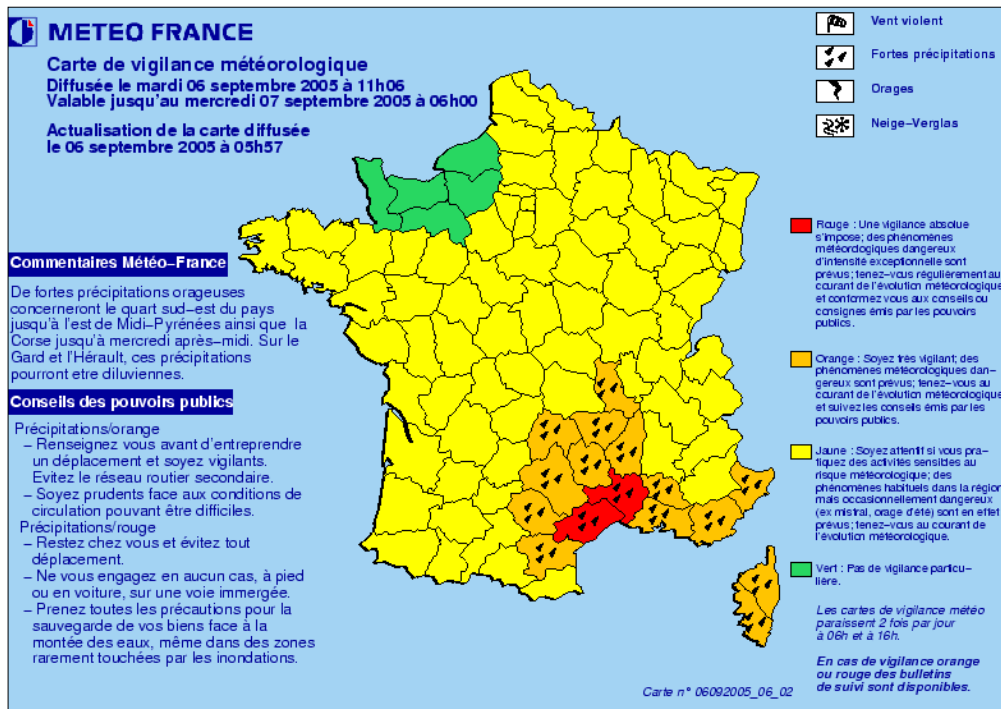 METEO FRANCE
Carte de vigilance météorologique
Diffusée le mardi 06 septembre 2005 à 11h06
Valable jusqu'au mercredi 07 septembre 2005 à 06h00
Actualisation de la carte diffusée
le 06 septembre 2005 à 05h57
Vent violent
Fortes précipitations
Orages
Neige-Verglas
Commentaires Météo-France
De fortes précipitations orageuses
concerneront le quart sud-est du pays
jusqu'à l'est de Midi-Pyrénées ainsi que la
Corse jusqu'à mercredi après-midi. Sur le
Gard et l'Hérault, ces précipitations
pourront etre diluviennes.
Conseils des pouvoirs publics
Précipitations/orange
– Renseignez vous avant d'entreprendre
un déplacement et soyez vigilants.
Evitez le réseau routier secondaire.
– Soyez prudents face aux conditions de
circulation pouvant être difficiles.
Précipitations/rouge
– Restez chez vous et évitez tout
déplacement.
– Ne vous engagez en aucun cas, à pied
ou en voiture, sur une voie immergée.
– Prenez toutes les précautions pour la
sauvegarde de vos biens face à la
montée des eaux, même dans des zones
rarement touchées par les inondations.
Rouge : Une vigilance absolue
s'impose; des phénomènes
météorologiques dangereux
d'intensité exceptionnelle sont
prévus; tenez-vous régulièrement au
courant de l'évolution météorologique
et conformez vous aux conseils ou
consignes émis par les pouvoirs
publics.
Orange : Soyez très vigilant; des
phénomènes météorologiques dan-
gereux sont prévus; tenez-vous au
courant de l'évolution météorologique
et suivez les conseils émis par les
pouvoirs publics.
Jaune : Soyez attentif si vous pra-
tiquez des activités sensibles au
risque météorologique; des
phénomènes habituels dans la région
mais occasionnellement dangereux
(ex mistral, orage d'été) sont en effet
prévus; tenez-vous au courant de
l'évolution météorologique.
Vert : Pas de vigilance particu-
lière.
Les cartes de vigilance météo
paraissent 2 fois par jour
à 06h et à 16h.
En cas de vigilance orange
ou rouge des bulletins
de suivi sont disponibles.
Carte n° 06092005_06_02